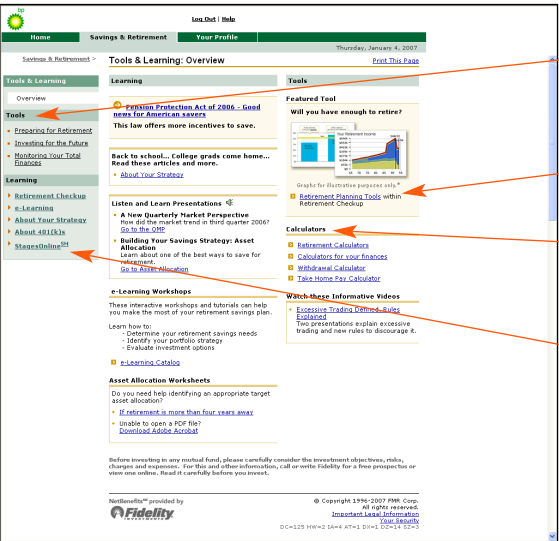 bp
Log Out | Help
Home Savings & Retirement Your Profile
Thursday, January 4, 2007
Savings & Retirement >
Tools & Learning: Overview
Print This Page
Tools & Learning
Overview
Tools
Preparing for Retirement
Investing for the Future
Monitoring Your Total
Finances
Learning
Retirement Checkup
e-Learning
About Your Strategy
About 401(k)s
StagesOnline℠
Learning
Pension Protection Act of 2006 - Good
news for American savers
This law offers more incentives to save.
Back to school... College grads come home...
Read these articles and more.
About Your Strategy
Listen and Learn Presentations
A New Quarterly Market Perspective
How did the market trend in third quarter 2006?
Go to the QMP
Building Your Savings Strategy: Asset
Allocation
Learn about one of the best ways to save for
retirement.
Go to Asset Allocation
e-Learning Workshops
These interactive workshops and tutorials can help
you make the most of your retirement savings plan.
Learn how to:
- Determine your retirement savings needs
- Identify your portfolio strategy
- Evaluate investment options
e-Learning Catalog
Asset Allocation Worksheets
Do you need help identifying an appropriate target
asset allocation?
If retirement is more than four years away
Unable to open a PDF file?
Download Adobe
Acrobat
Tools
Featured Tool
Will you have enough to retire?
Your Retirement Income
Graphs for illustrative purposes only.*
Retirement Planning Tools within
Retirement Checkup
Calculators
Retirement Calculators
Calculators for your finances
Withdrawal Calculator
Take Home Pay Calculator
Watch these Informative Videos
Excessive Trading Defined, Rules
Explained
Two presentations explain excessive
trading and new rules to discourage it.
Before investing in any mutual fund, please carefully consider the investment objectives, risks,
charges and expenses. For this and other information, call or write Fidelity for a free prospectus or
view one online. Read it carefully before you invest.
NetBenefits℠ provided by
Fidelity
INVESTMENTS
© Copyright 1996-2007 FMR Corp.
All rights reserved.
Important Legal Information
Your Security
DC=125 HW=2 IA=4 AT=1 DX=1 DZ=14 SZ=3